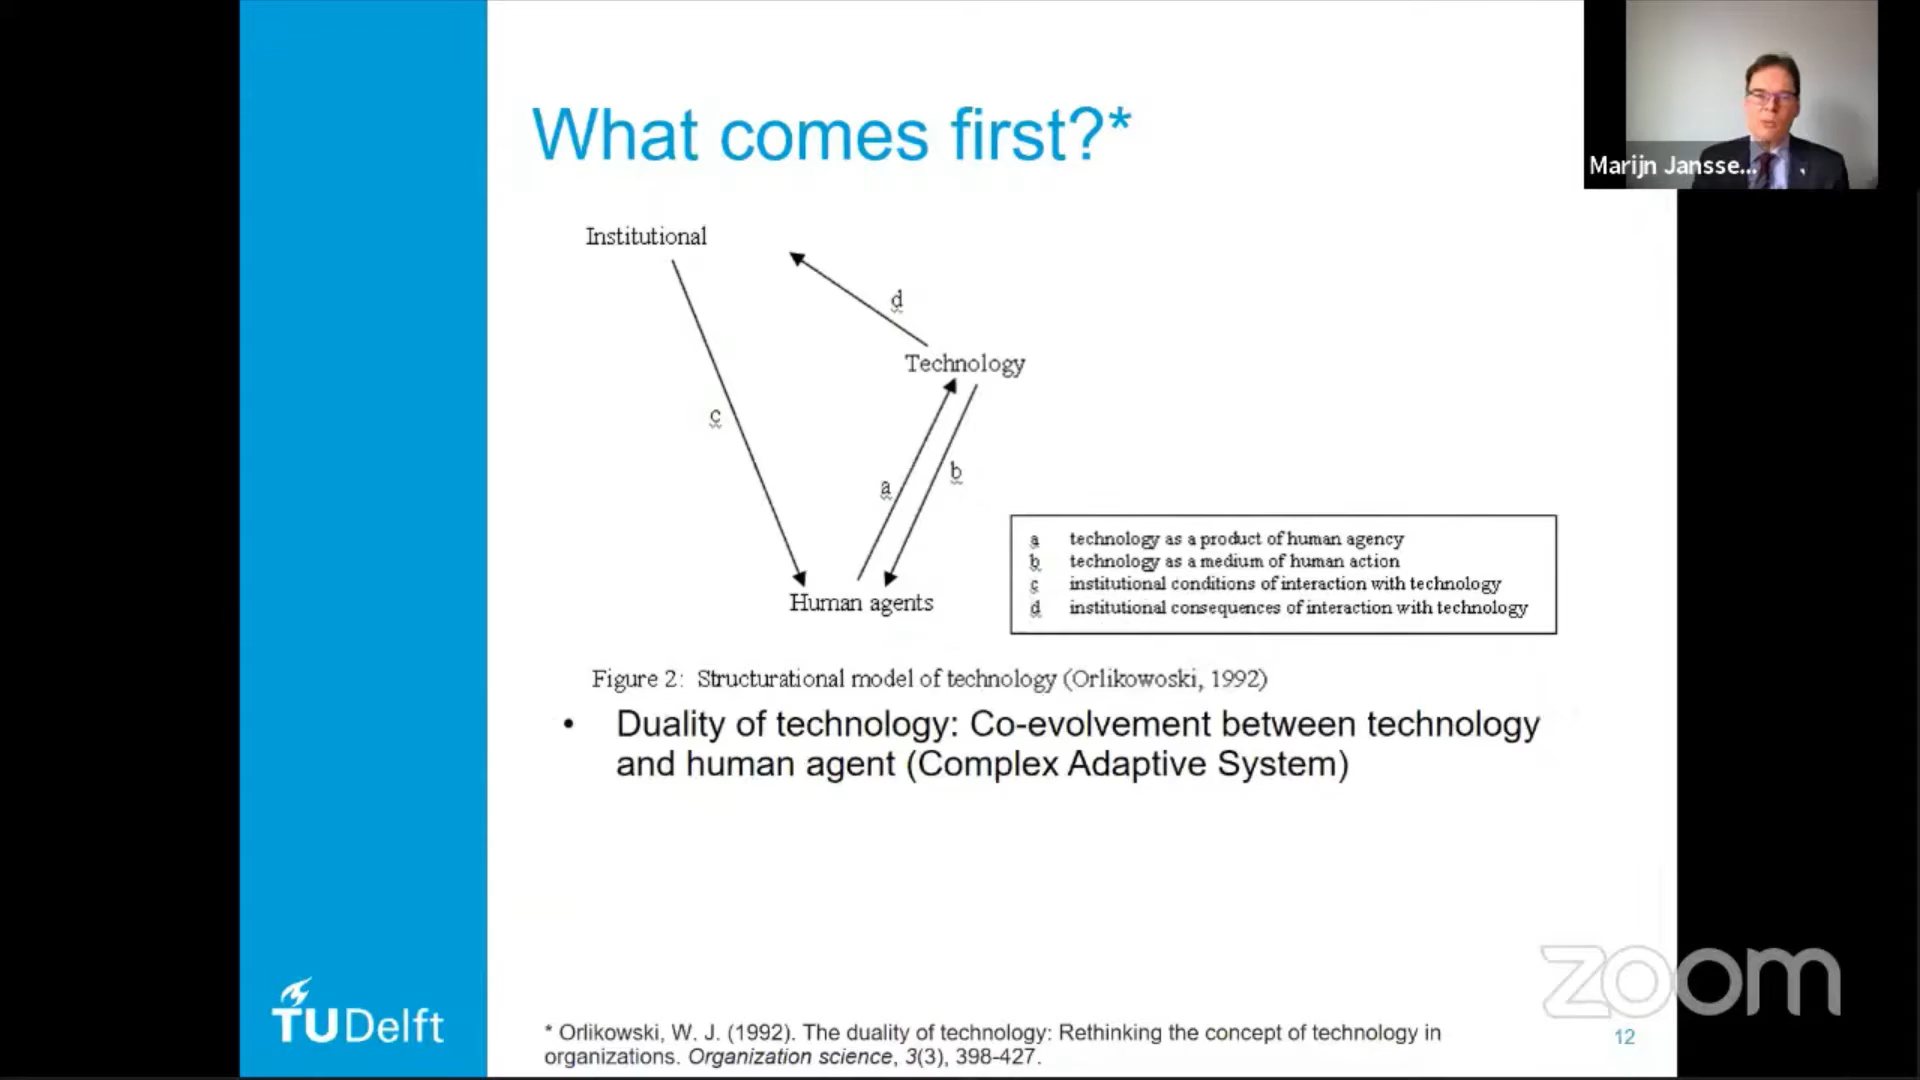 What comes first?*
Marijn Jansse...
Institutional
d
Technology
c
a
b
a technology as a product of human agency
b technology as a medium of human action
c institutional conditions of interaction with technology
d institutional consequences of interaction with technology
Human agents
Figure 2: Structurational model of technology (Orlikowoski, 1992)
• Duality of technology: Co-evolvement between technology
and human agent (Complex Adaptive System)
zoom
TUDelft
* Orlikowski, W. J. (1992). The duality of technology: Rethinking the concept of technology in
organizations. Organization science, 3(3), 398-427.
12